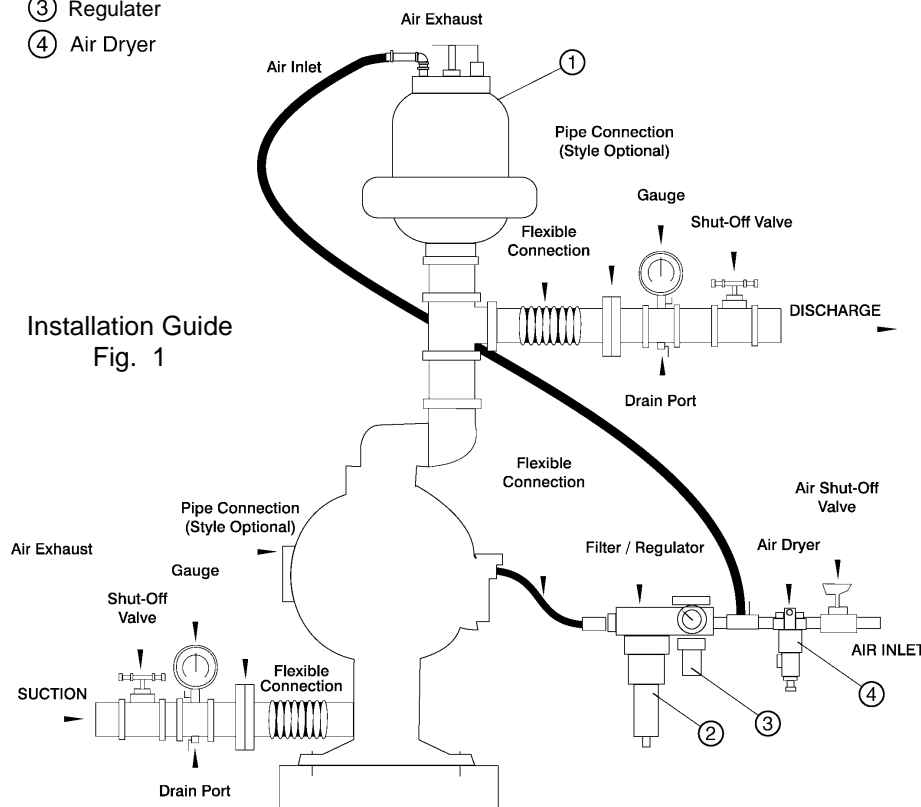 ③ Regulater
④ Air Dryer
Air Exhaust
Air Inlet
①
Pipe Connection
(Style Optional)
Gauge
Shut-Off Valve
Flexible
Connection
DISCHARGE
Installation Guide
Fig. 1
Drain Port
Flexible
Connection
Air Shut-Off
Valve
Pipe Connection
(Style Optional)
Air Exhaust
Gauge
Filter / Regulator
Air Dryer
Shut-Off
Valve
AIR INLET
Flexible
Connection
SUCTION
④
③
②
Drain Port